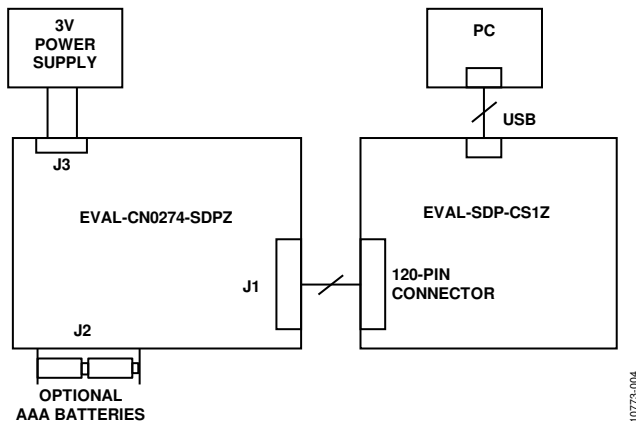 3V
POWER
SUPPLY
PC
USB
J3
EVAL-CN0274-SDPZ
EVAL-SDP-CS1Z
J1
120-PIN
CONNECTOR
J2
OPTIONAL
AAA BATTERIES
10773-004